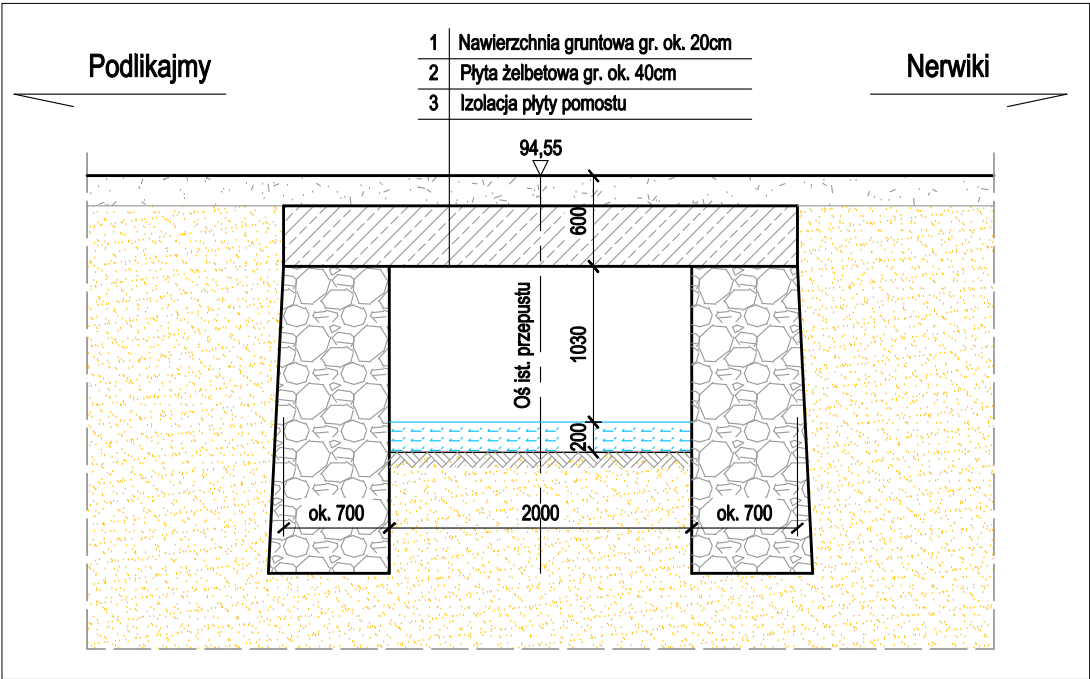 Podlikajmy
Nerwiki
1 Nawierzchnia gruntowa gr. ok. 20cm
2 Płyta żelbetowa gr. ok. 40cm
3 Izolacja płyty pomostu
94,55
600
Oś ist. przepustu
1030
200
ok. 700
2000
ok. 700